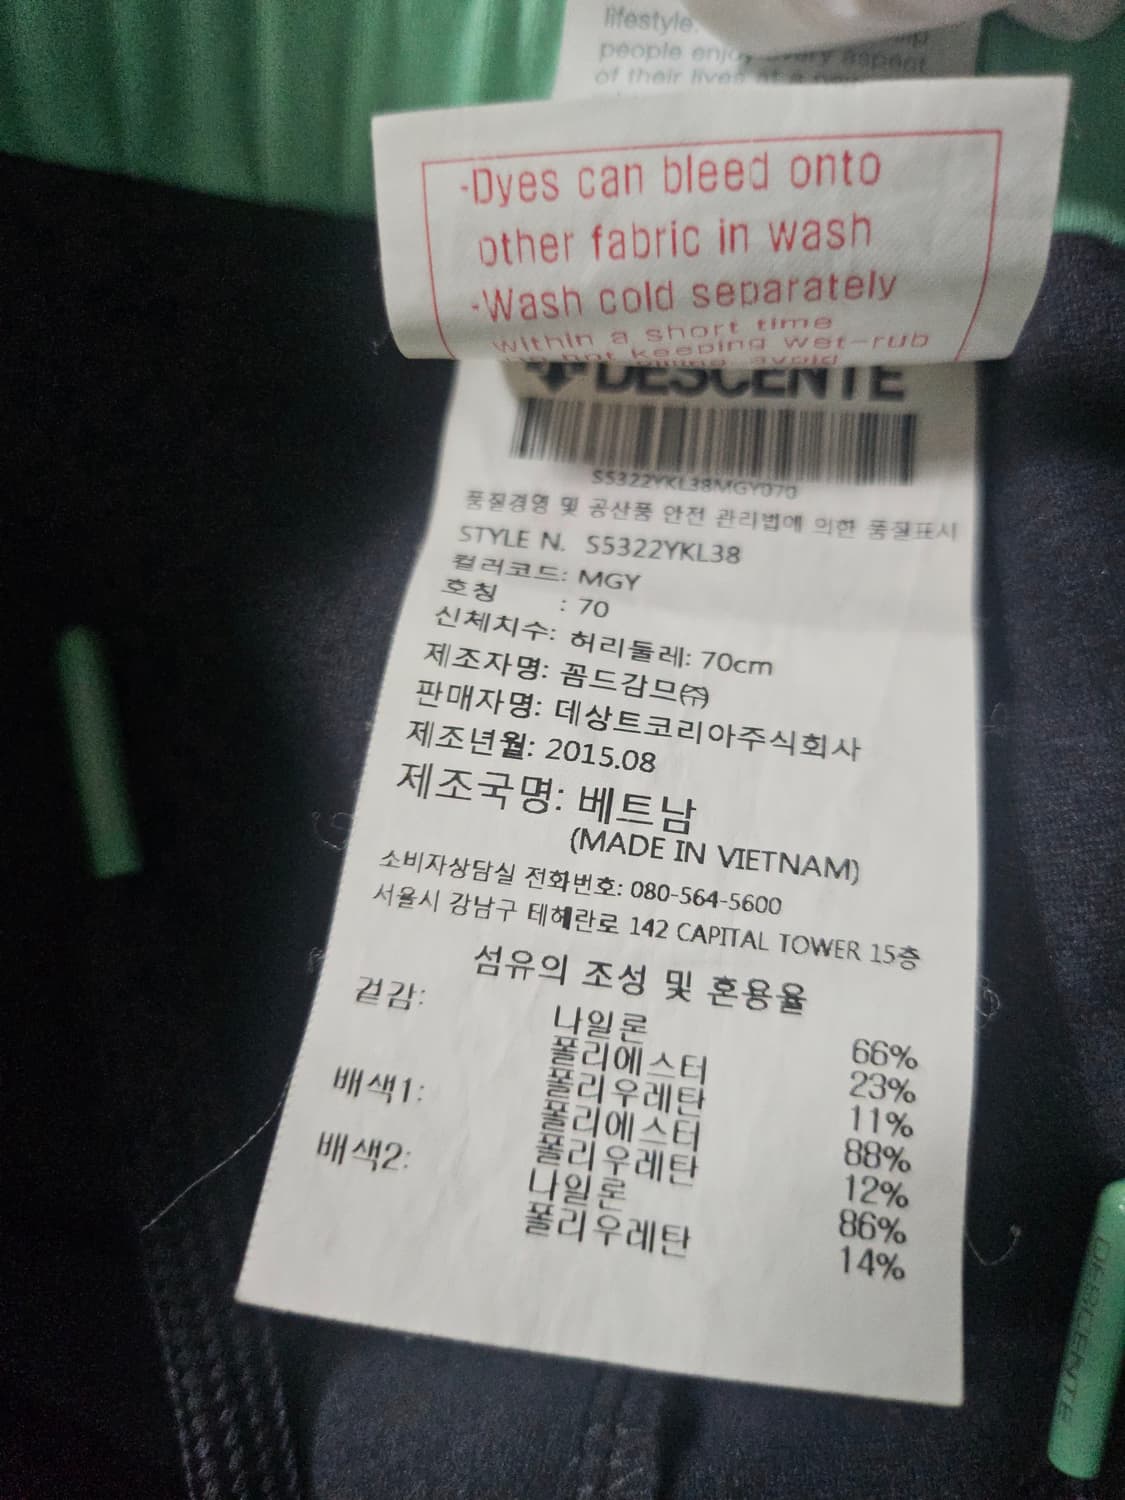 lifestyle.
people enjoy every aspect
of their lives at a
-Dyes can bleed onto
other fabric in wash
-Wash cold separately
within a short time
not keeping wet-rub
avoid
DESCENTE
S5322YKL38MGY070
품질경영 및 공산품 안전 관리법에 의한 품질표시
STYLE N. S5322YKL38
컬러코드: MGY
호칭 : 70
신체치수: 허리둘레: 70cm
제조자명: 꼼드감므㈜
판매자명: 데상트코리아주식회사
제조년월: 2015.08
제조국명: 베트남
(MADE IN VIETNAM)
소비자상담실 전화번호: 080-564-5600
서울시 강남구 테헤란로 142 CAPITAL TOWER 15층
섬유의 조성 및 혼용율
겉감: 나일론 66%
폴리에스터 23%
폴리우레탄 11%
배색1: 폴리에스터 88%
폴리우레탄 12%
배색2: 나일론 86%
폴리우레탄 14%
DESCENTE